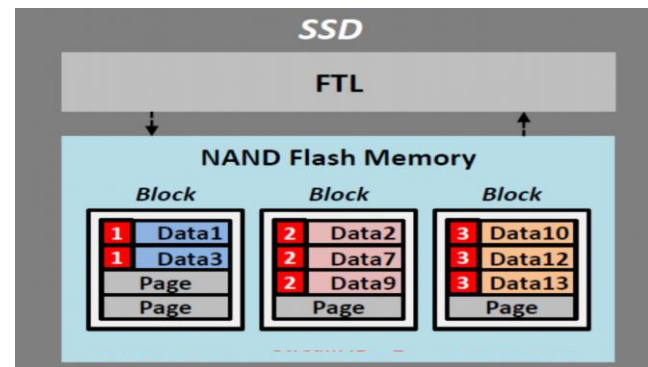 SSD
FTL
NAND Flash Memory
Block Block Block
1 Data1 2 Data2 3 Data10
1 Data3 2 Data7 3 Data12
Page 2 Data9 3 Data13
Page Page Page